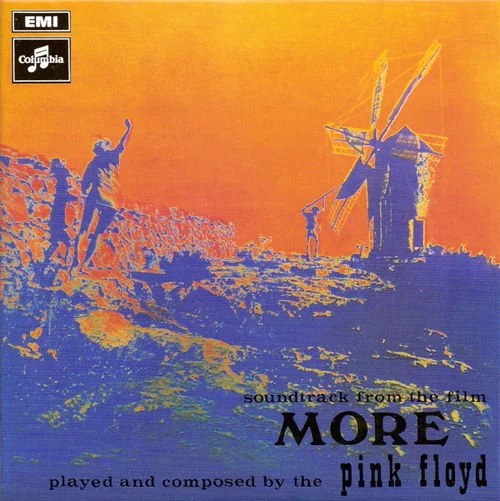 EMI
Columbia
soundtrack from the film
MORE
played and composed by the pink floyd